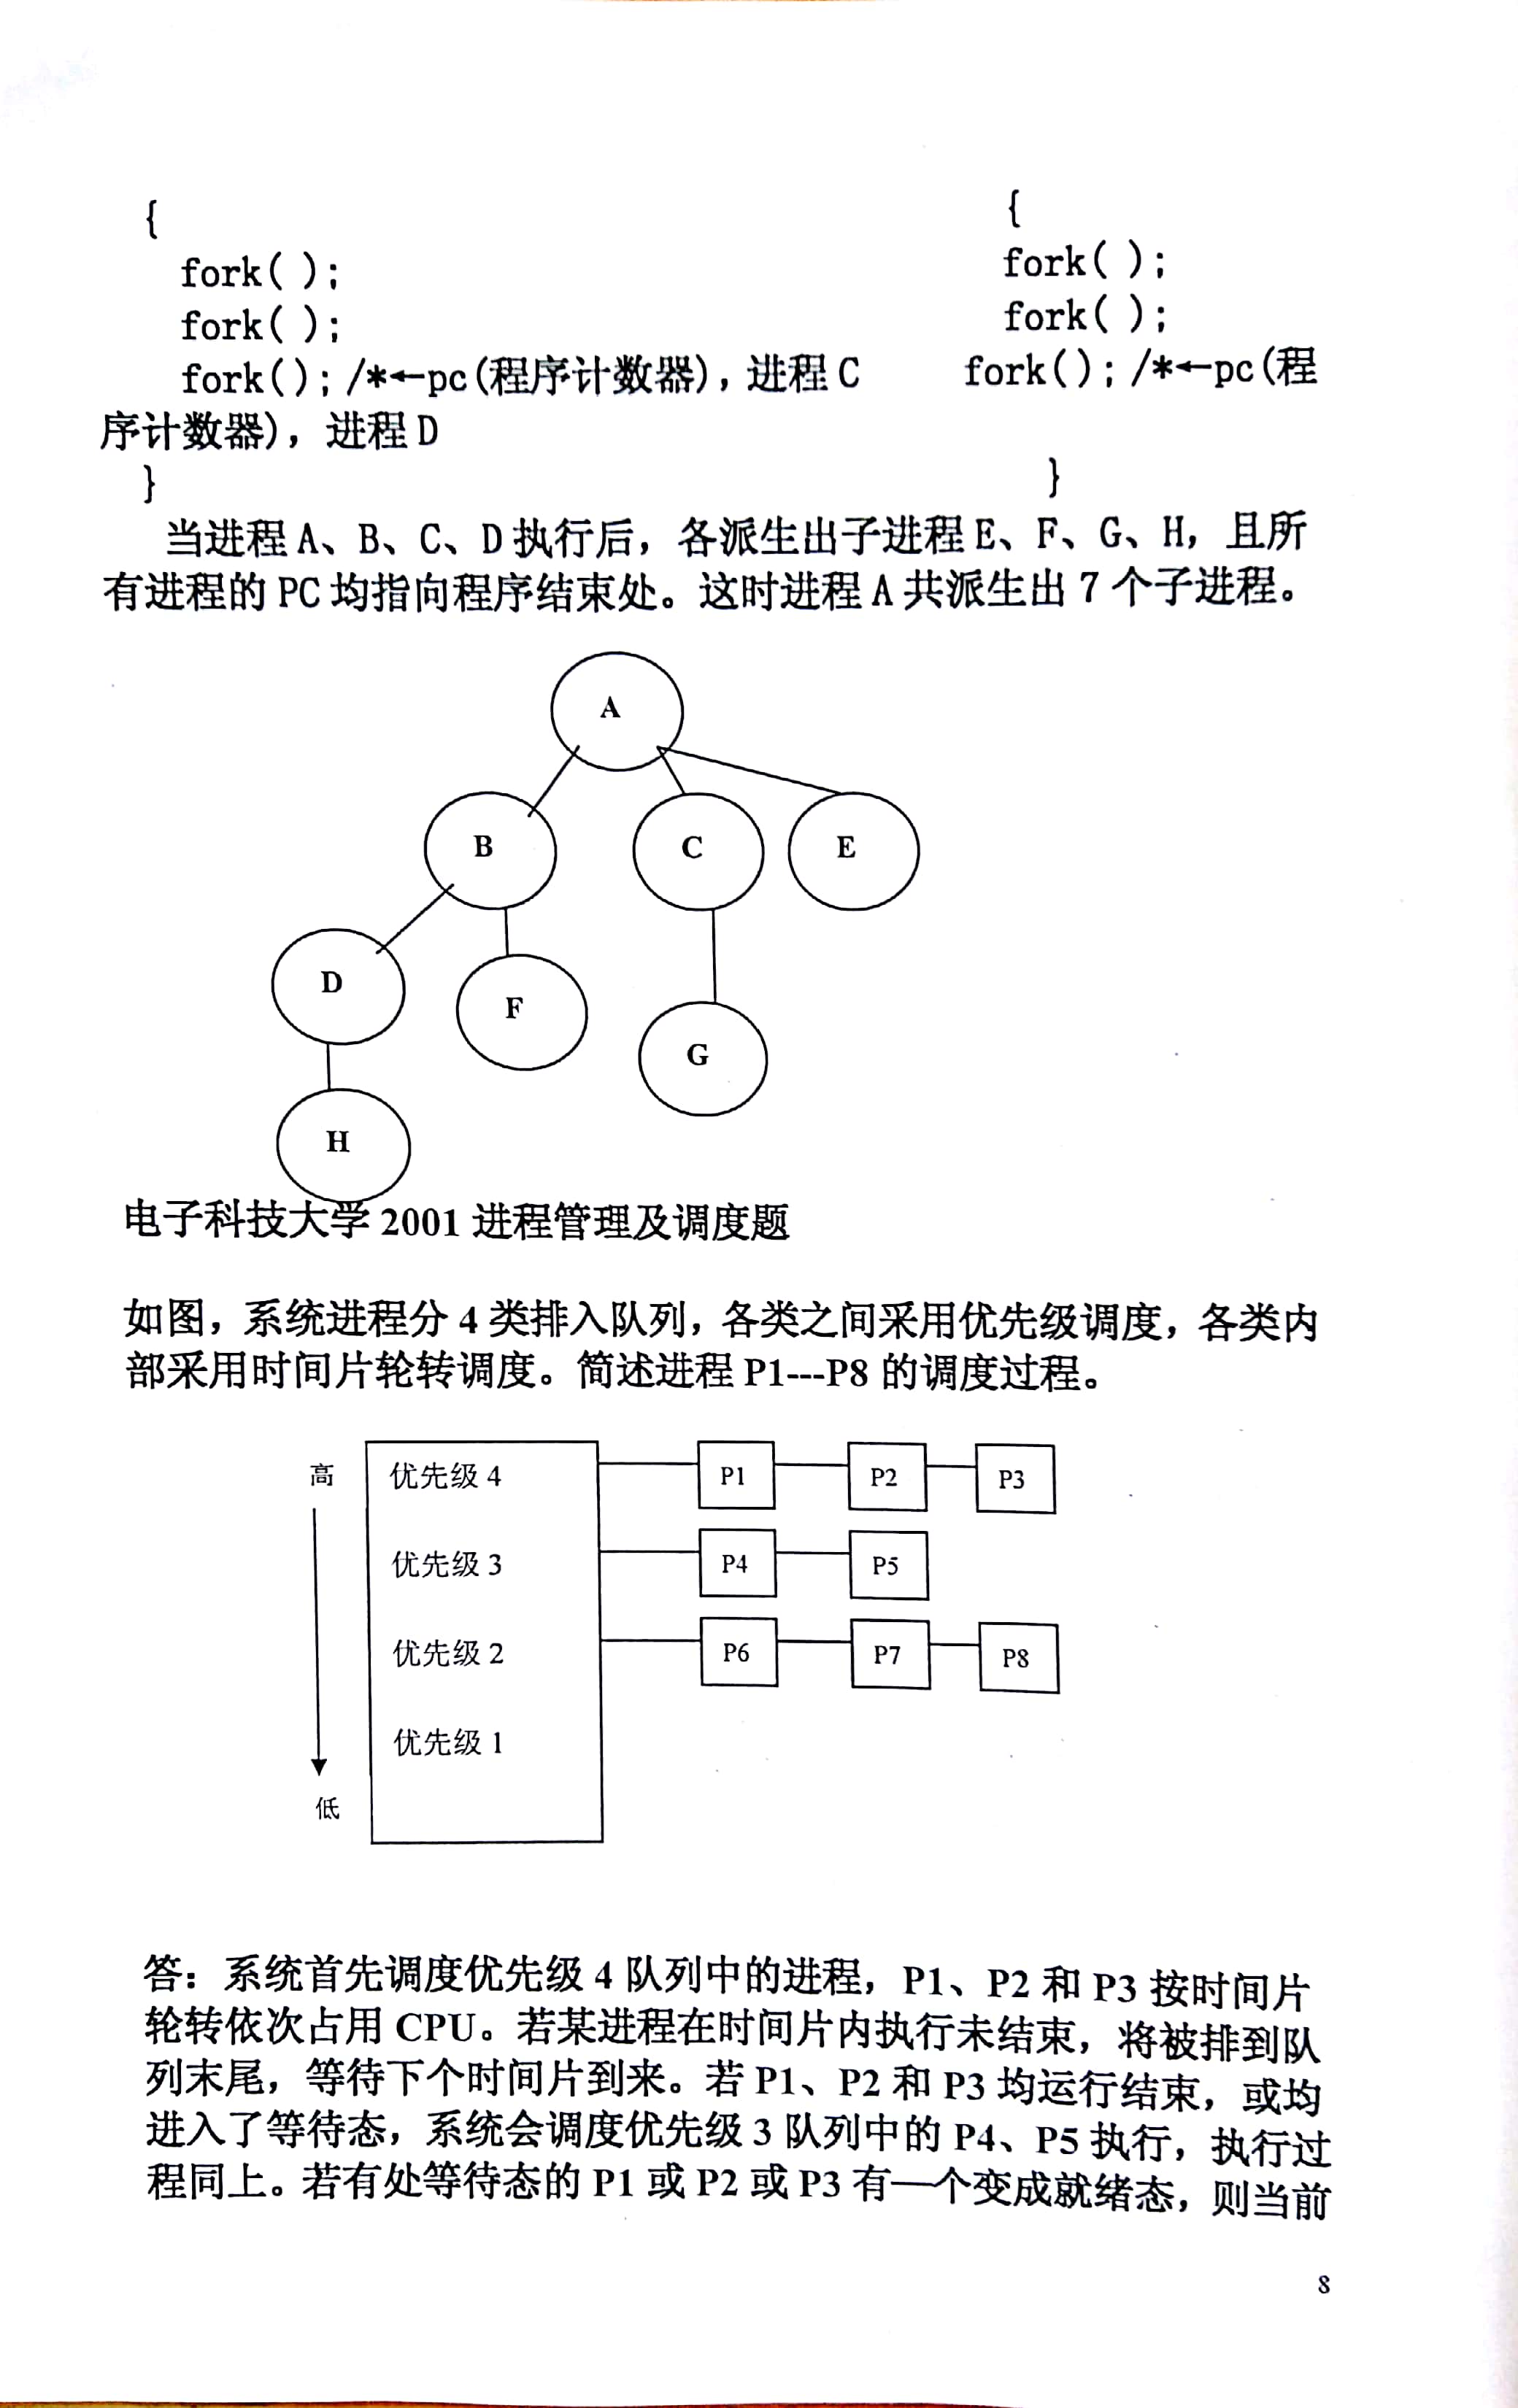 { {
fork( ); fork( );
fork( ); fork( );
fork(); /*←pc(程序计数器), 进程 C fork(); /*←pc(程
序计数器), 进程 D
} }
当进程 A、B、C、D 执行后，各派生出子进程 E、F、G、H，且所
有进程的 PC 均指向程序结束处。这时进程 A 共派生出 7 个子进程。
A
B C E
D F
G
H
电子科技大学 2001 进程管理及调度题
如图，系统进程分 4 类排入队列，各类之间采用优先级调度，各类内
部采用时间片轮转调度。简述进程 P1---P8 的调度过程。
高 优先级 4 P1 P2 P3
优先级 3 P4 P5
优先级 2 P6 P7 P8
优先级 1
低
答：系统首先调度优先级 4 队列中的进程，P1、P2 和 P3 按时间片
轮转依次占用 CPU。若某进程在时间片内执行未结束，将被排到队
列末尾，等待下个时间片到来。若 P1、P2 和 P3 均运行结束，或均
进入了等待态，系统会调度优先级 3 队列中的 P4、P5 执行，执行过
程同上。若有处等待态的 P1 或 P2 或 P3 有一个变成就绪态，则当前
8